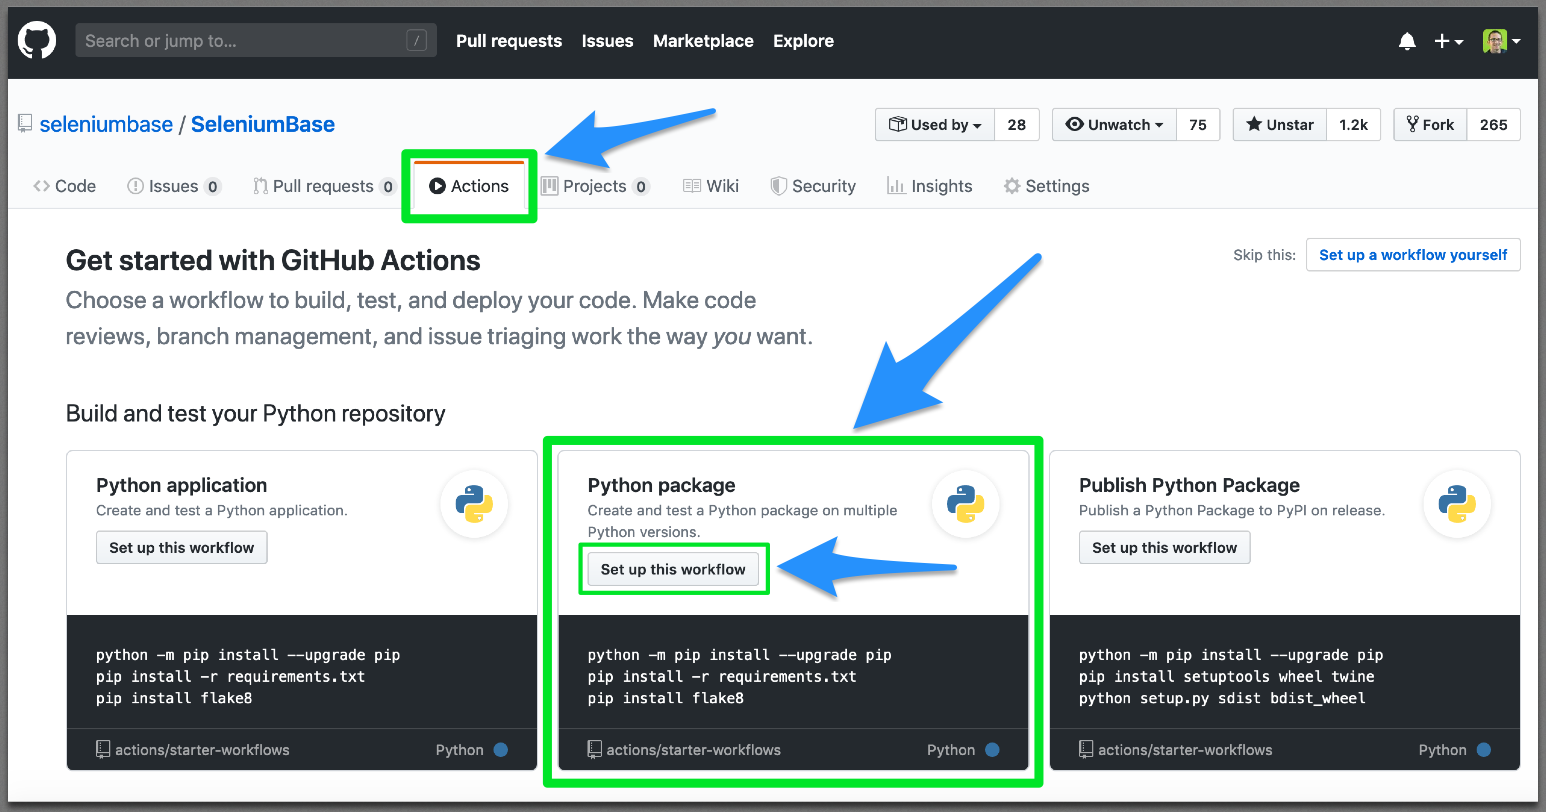 Search or jump to... /
Pull requests Issues Marketplace Explore
seleniumbase / SeleniumBase
Used by 28 Unwatch 75 Unstar 1.2k Fork 265
Code Issues 0 Pull requests 0 Actions Projects 0 Wiki Security Insights Settings
Get started with GitHub Actions
Skip this: Set up a workflow yourself
Choose a workflow to build, test, and deploy your code. Make code
reviews, branch management, and issue triaging work the way you want.
Build and test your Python repository
Python application
Create and test a Python application.
Set up this workflow
python -m pip install --upgrade pip
pip install -r requirements.txt
pip install flake8
actions/starter-workflows Python
Python package
Create and test a Python package on multiple
Python versions.
Set up this workflow
python -m pip install --upgrade pip
pip install -r requirements.txt
pip install flake8
actions/starter-workflows Python
Publish Python Package
Publish a Python Package to PyPI on release.
Set up this workflow
python -m pip install --upgrade pip
pip install setuptools wheel twine
python setup.py sdist bdist_wheel
actions/starter-workflows Python